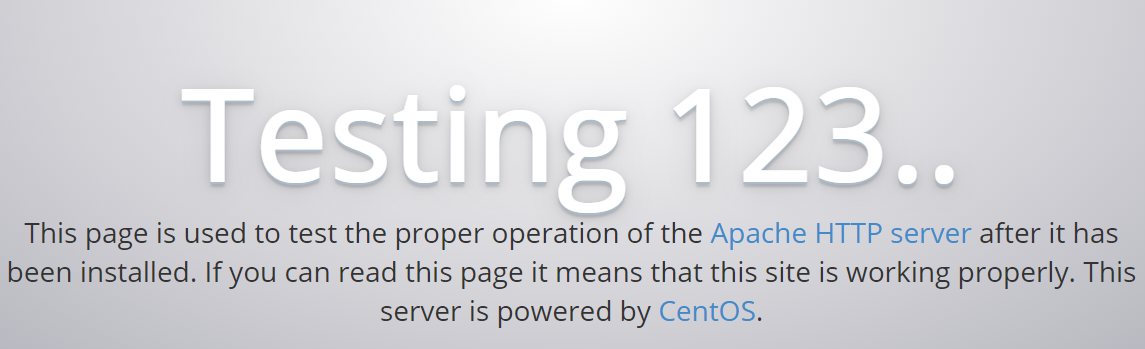 Testing 123..
This page is used to test the proper operation of the Apache HTTP server after it has
been installed. If you can read this page it means that this site is working properly. This
server is powered by CentOS.